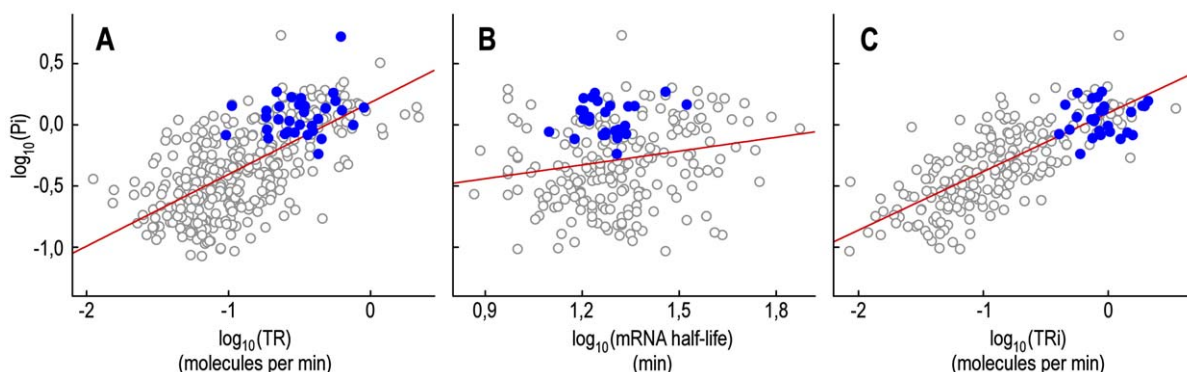 A
B
C
log10(Pi)
0,5
0,0
-0,5
-1,0
-2
-1
0
0,9
1,2
1,5
1,8
-2
-1
0
log10(TR)
(molecules per min)
log10(mRNA half-life)
(min)
log10(TRi)
(molecules per min)